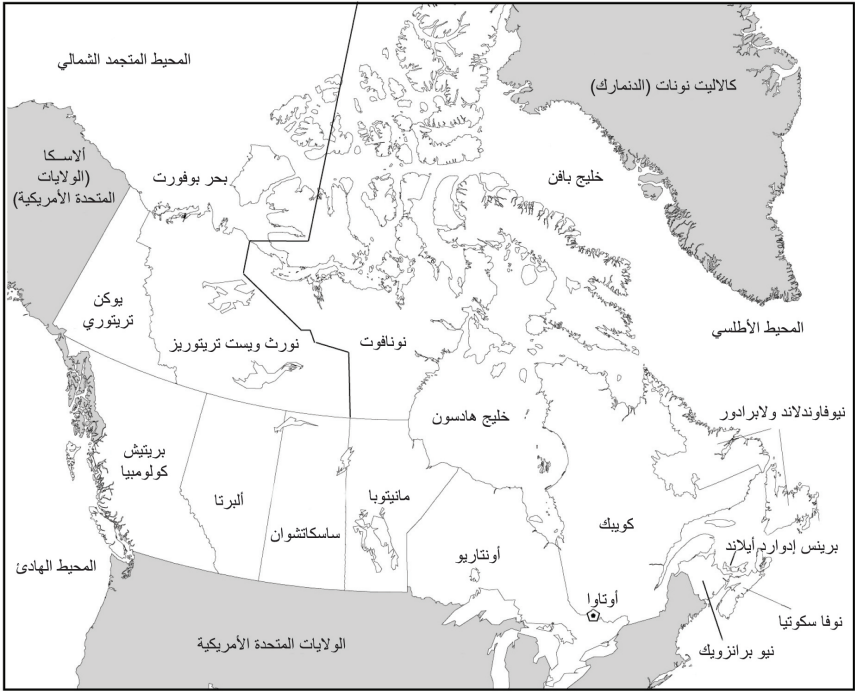 المحيط المتجمد الشمالي
كالاليت نونات (الدنمارك)
ألاسـكا
(الولايات
المتحدة الأمريكية)
بحر بوفورت
خليج بافن
يوكن
تريتوري
المحيط الأطلسي
نورث ويست تريتوريز
نونافوت
خليج هادسون
نيوفاوندلاند ولابرادور
بريتيش
كولومبيا
ألبرتا
ساسكاتشوان
مانيتوبا
كويبك
برينس إدوارد أيلاند
أونتاريو
المحيط الهادئ
أوتاوا
نوفا سكوتيا
الولايات المتحدة الأمريكية
نيو برانزويك